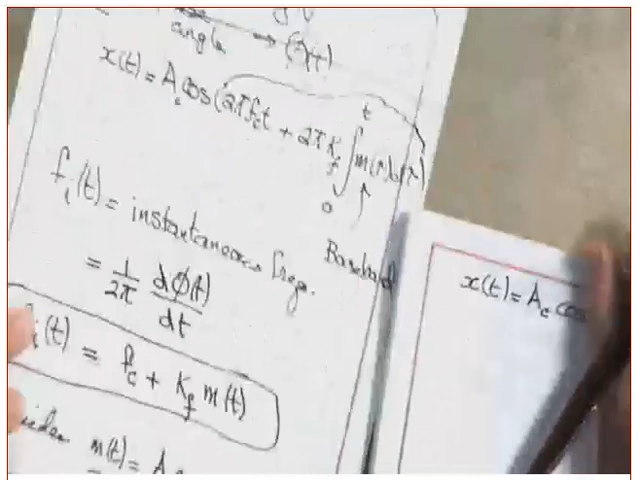 angle → φ(t)
x(t) = A_c cos(2πf_c t + 2πK_f ∫_0^t m(τ)dτ)
Baseband
f_i(t) = instantaneous freq.
= 1/2π dφ(t)/dt
f_i(t) = f_c + K_f m(t)
m(t) = A
x(t) = A_c cos